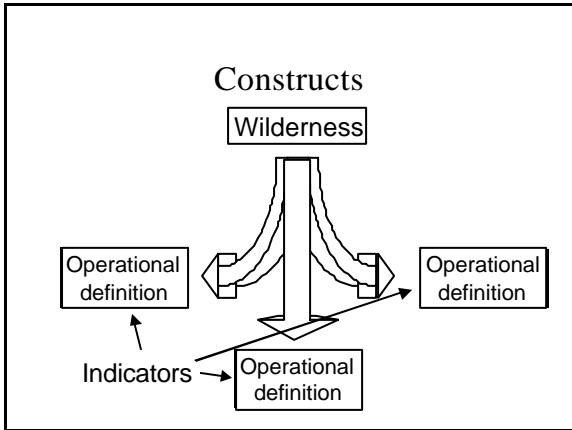 Constructs
Wilderness
Operational
definition
Operational
definition
Indicators
Operational
definition